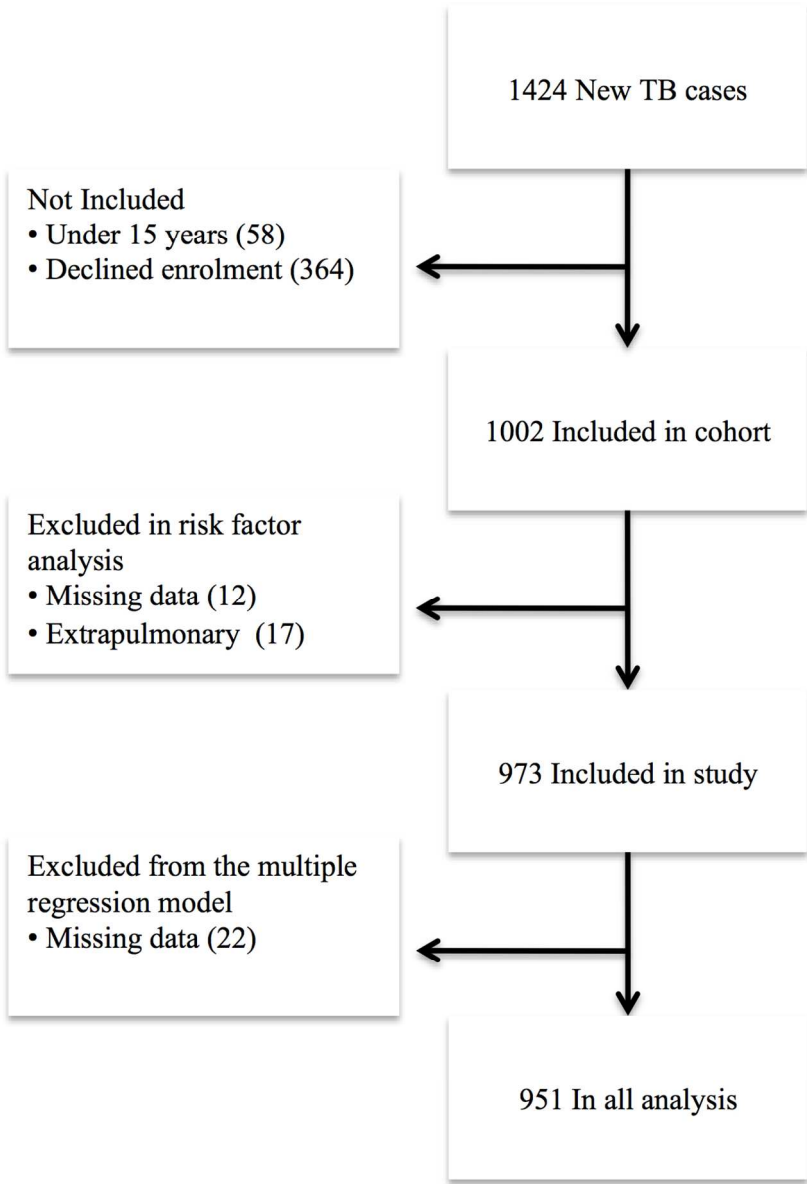 1424 New TB cases
Not Included
• Under 15 years (58)
• Declined enrolment (364)
1002 Included in cohort
Excluded in risk factor
analysis
• Missing data (12)
• Extrapulmonary  (17)
973 Included in study
Excluded from the multiple
regression model
• Missing data (22)
951 In all analysis